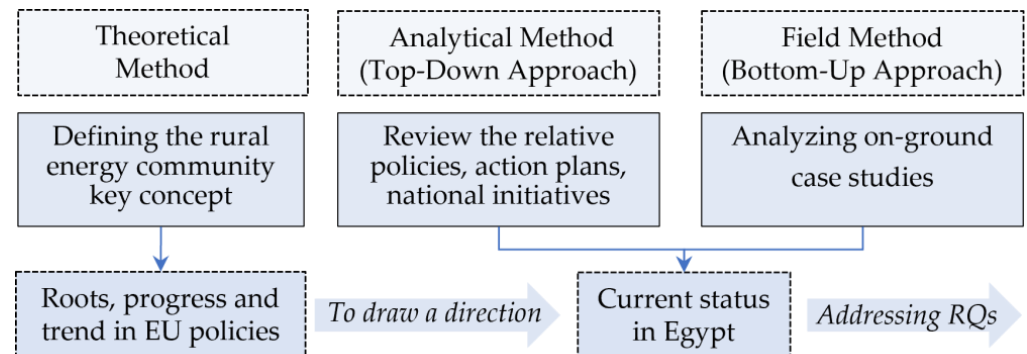 Theoretical
Method
Analytical Method
(Top-Down Approach)
Field Method
(Bottom-Up Approach)
Defining the rural
energy community
key concept
Review the relative
policies, action plans,
national initiatives
Analyzing on-ground
case studies
Roots, progress and
trend in EU policies
To draw a direction
Current status
in Egypt
Addressing RQs